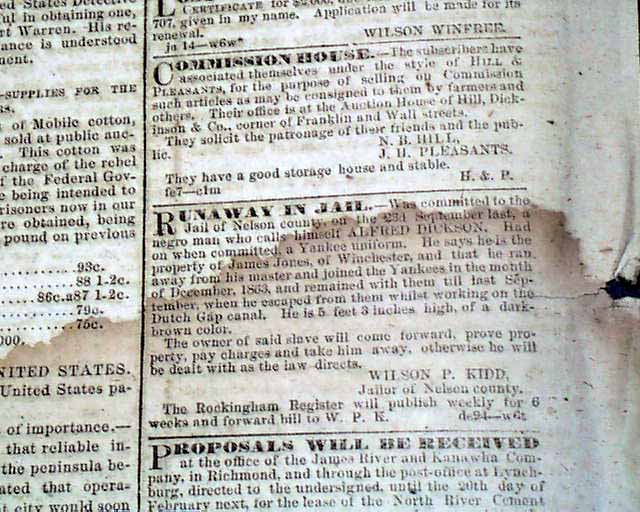 ted States Detective
ful in obtaining one,
rt Warren. His re-
ance is understood
ment.
-SUPPLIES FOR THE
RS.
of Mobile cotton,
sold at public auc-
This cotton was
charge of the rebel
f the Federal Gov-
e being intended to
risoners now in our
re obtained, being
pound on previous
93c.
88 1-2c.
86c.a87 1-2c.
79c.
75c.
000.
NITED STATES.
United States pa-
of importance.—
that reliable in-
the peninsula be-
ated that opera-
t city would soon
CERTIFICATE for $2000,
707, given in my name. Application will be made for its
renewal. WILSON WINFREE.
ja 14—w6w*
COMMISSION HOUSE.—The subscribers have
associated themselves under the style of HILL &
PLEASANTS, for the purpose of selling on Commission
such articles as may be consigned to them by farmers and
others. Their office is at the Auction House of Hill, Dick-
inson & Co., corner of Franklin and Wall streets.
They solicit the patronage of their friends and the pub-
lic. N. B. HILL,
J. H. PLEASANTS.
They have a good storage house and stable.
H. & P.
fe7—c1m
RUNAWAY IN JAIL.—Was committed to the
Jail of Nelson county, on the 23d September last, a
negro man who calls himself ALFRED DICKSON. Had
on when committed, a Yankee uniform. He says he is the
property of James Jones, of Winchester, and that he ran
away from his master and joined the Yankees in the month
of December, 1863, and remained with them till last Sep-
tember, when he escaped from them whilst working on the
Dutch Gap canal. He is 5 feet 3 inches high, of a dark-
brown color.
The owner of said slave will come forward, prove pro-
perty, pay charges and take him away, otherwise he will
be dealt with as the law directs.
WILSON P. KIDD,
Jailor of Nelson county.
The Rockingham Register will publish weekly for 6
weeks and forward bill to W. P. K. de24—w6t
PROPOSALS WILL BE RECEIVED
at the office of the James River and Kanawha Com-
pany, in Richmond, and through the post-office at Lynch-
burg, directed to the undersigned, until the 20th day of
February next, for the lease of the North River Cement